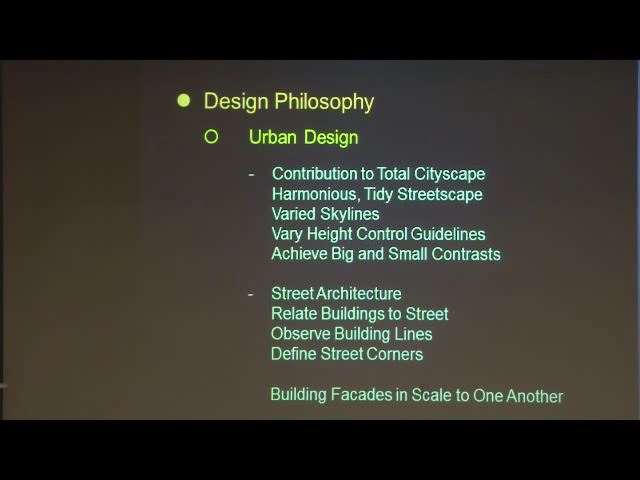 Design Philosophy
Urban Design
- Contribution to Total Cityscape
Harmonious, Tidy Streetscape
Varied Skylines
Vary Height Control Guidelines
Achieve Big and Small Contrasts
- Street Architecture
Relate Buildings to Street
Observe Building Lines
Define Street Corners
Building Facades in Scale to One Another